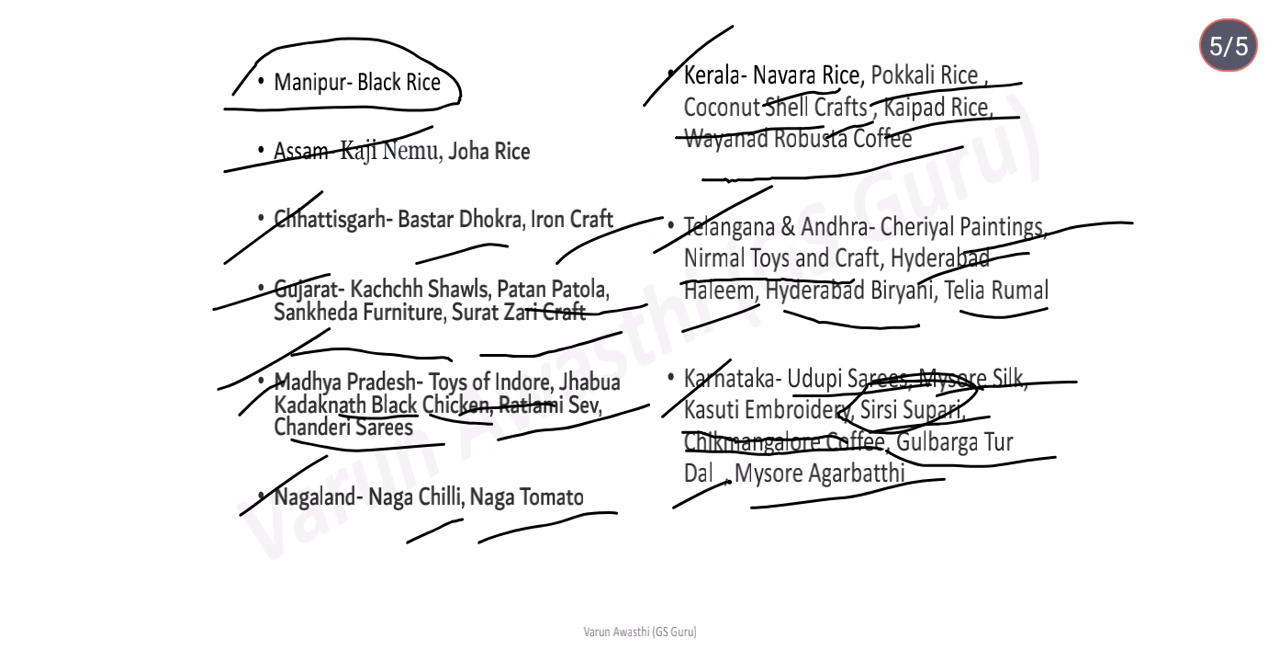 5/5
• Manipur- Black Rice
• Assam- Kaji Nemu, Joha Rice
• Chhattisgarh- Bastar Dhokra, Iron Craft
• Gujarat- Kachchh Shawls, Patan Patola,
Sankheda Furniture, Surat Zari Craft
• Madhya Pradesh- Toys of Indore, Jhabua
Kadaknath Black Chicken, Ratlami Sev,
Chanderi Sarees
• Nagaland- Naga Chilli, Naga Tomato
• Kerala- Navara Rice, Pokkali Rice ,
Coconut Shell Crafts , Kaipad Rice,
Wayanad Robusta Coffee
• Telangana & Andhra- Cheriyal Paintings,
Nirmal Toys and Craft, Hyderabad
Haleem, Hyderabad Biryani, Telia Rumal
• Karnataka- Udupi Sarees, Mysore Silk,
Kasuti Embroidery, Sirsi Supari,
Chikmangalore Coffee, Gulbarga Tur
Dal , Mysore Agarbatthi
Varun Awasthi (GS Guru)
Varun Awasthi (GS Guru)